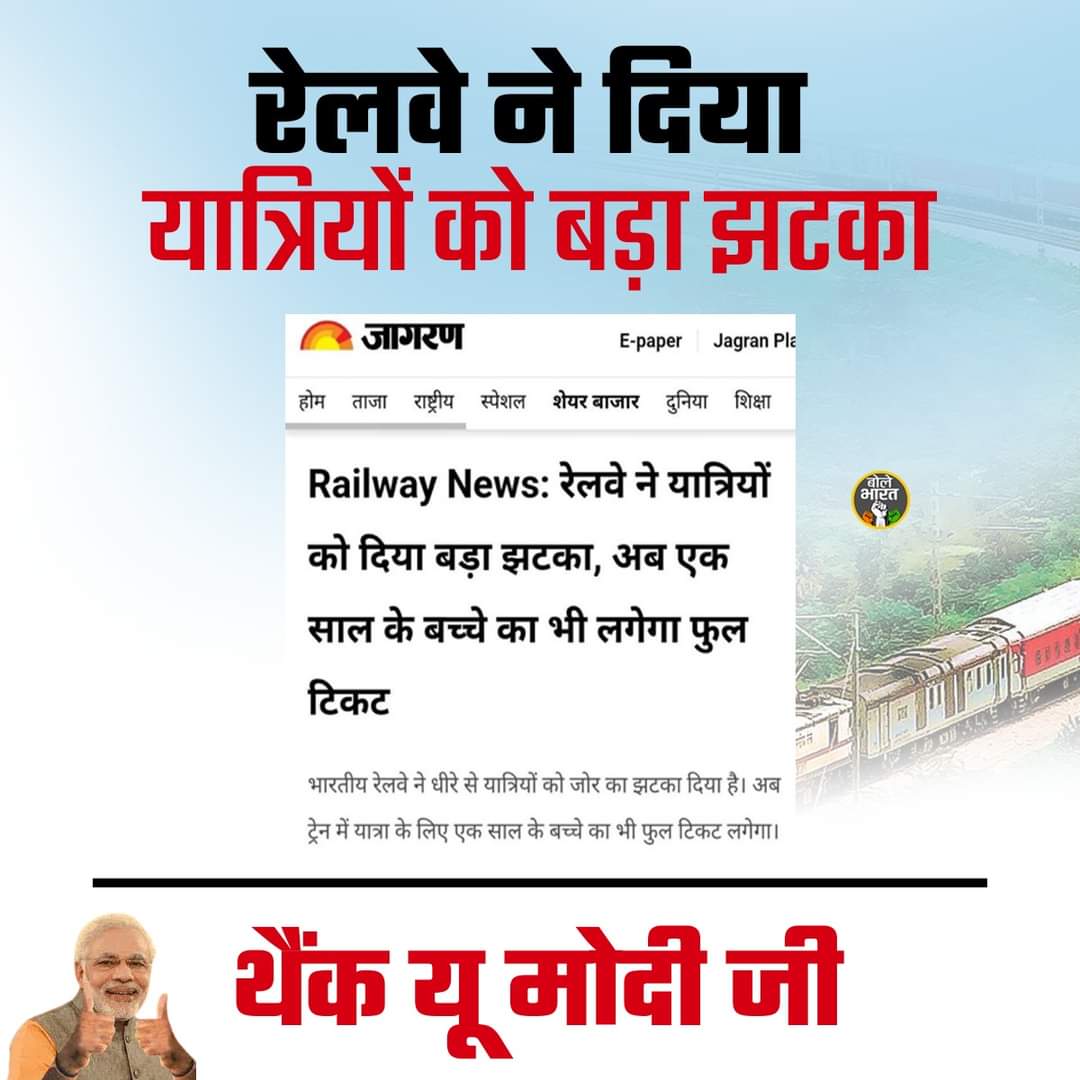 रेलवे ने दिया
यात्रियों को बड़ा झटका
जागरण
E-paper
Jagran Pla
होम ताजा राष्ट्रीय स्पेशल शेयर बाजार दुनिया शिक्षा
Railway News: रेलवे ने यात्रियों
को दिया बड़ा झटका, अब एक
साल के बच्चे का भी लगेगा फुल
टिकट
भारतीय रेलवे ने धीरे से यात्रियों को जोर का झटका दिया है। अब
ट्रेन में यात्रा के लिए एक साल के बच्चे का भी फुल टिकट लगेगा।
बोले
भारत
थैंक यू मोदी जी